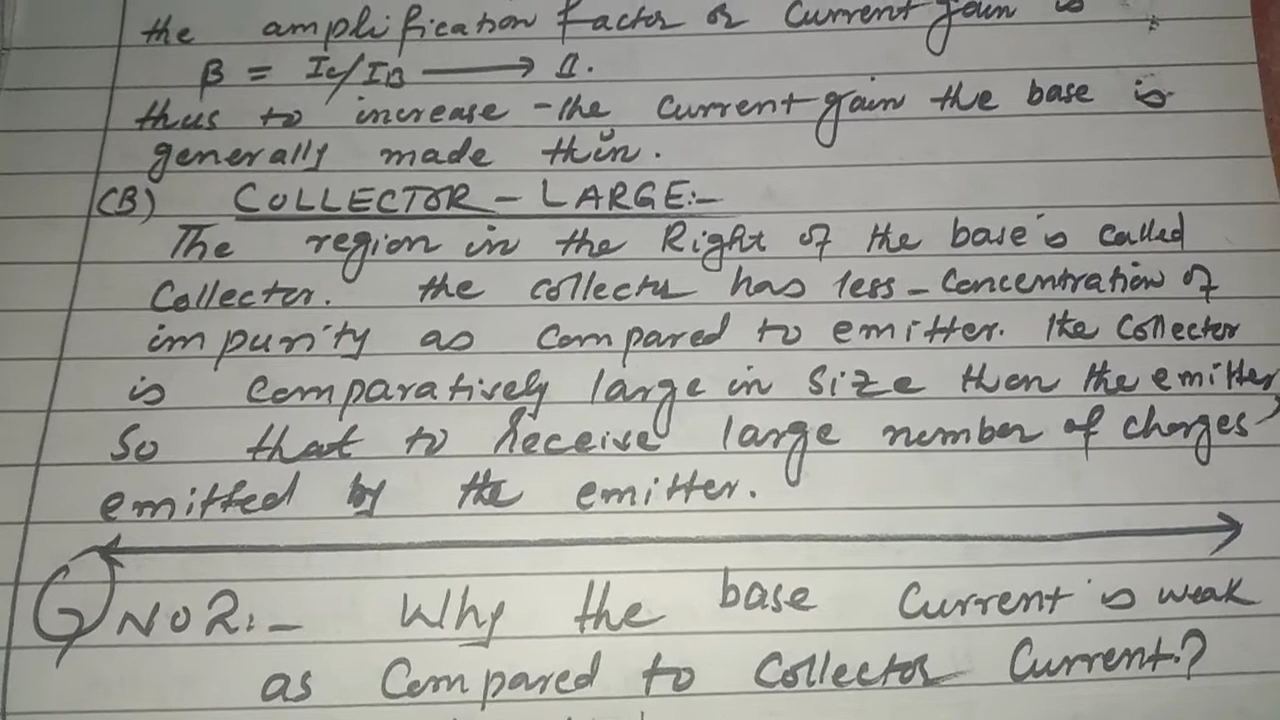 the amplification factor or Current gain is
β = Ic/IB ⟶ 1.
thus to increase - the Current gain the base is
generally made thin.
(B) COLLECTOR - LARGE:-
The region in the Right of the base is Called
Collector. the collector has less - Concentration of
impurity as Compared to emitter. the Collector
is Comparatively large in Size then the emitter
So that to Receive large number of charges
emitted by the emitter.
Q NO 2:- Why the base Current is weak
as Compared to Collector Current.?